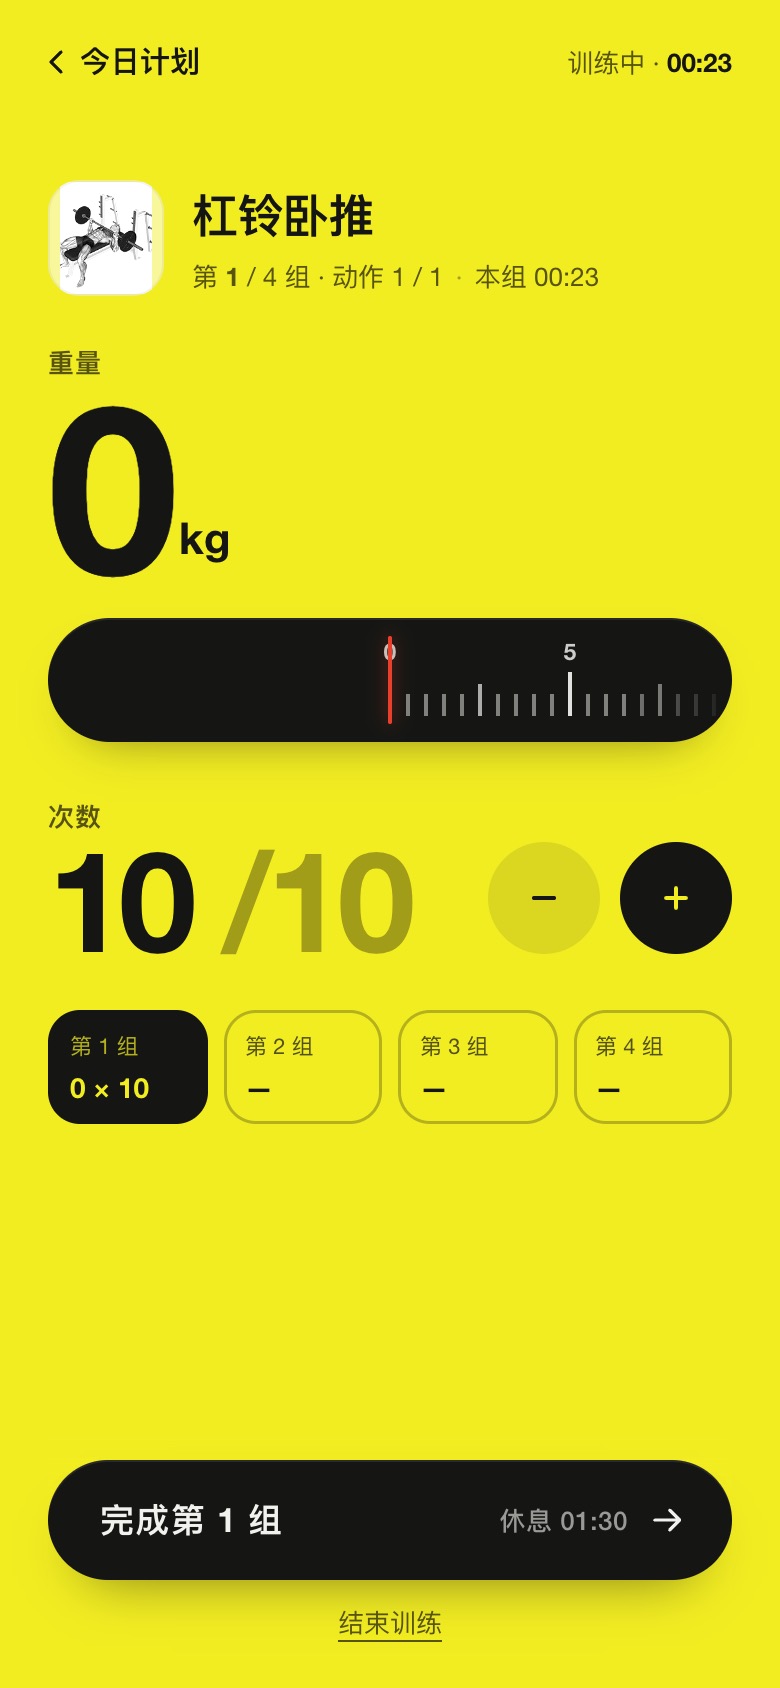 今日计划
训练中 · 00:23
杠铃卧推
第 1 / 4 组 · 动作 1 / 1 · 本组 00:23
重量
0kg
0 5
次数
10 /10
− +
第 1 组 第 2 组 第 3 组 第 4 组
0 × 10 – – –
完成第 1 组 休息 01:30 →
结束训练